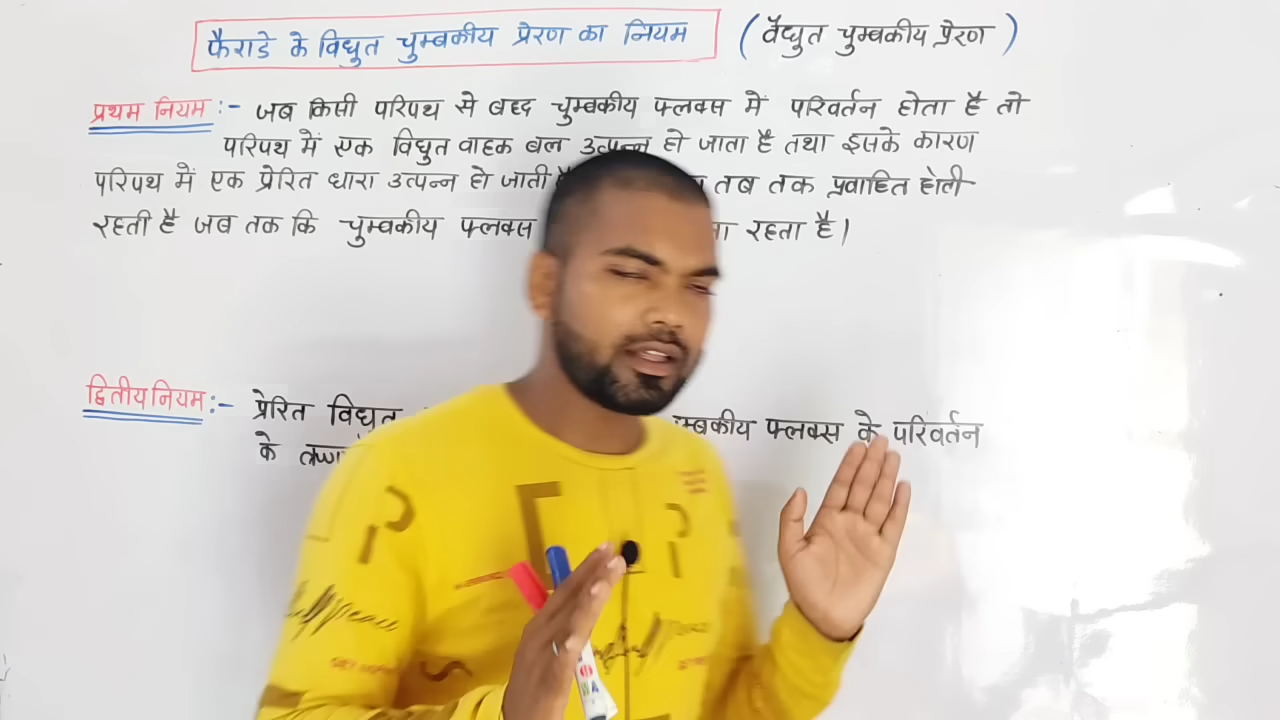 फैराडे के विद्युत चुम्बकीय प्रेरण का नियम (वैद्युत चुम्बकीय प्रेरण)
प्रथम नियम :- जब किसी परिपथ से बद्द चुम्बकीय फ्लक्स में परिवर्तन होता है तो
परिपथ में एक विद्युत वाहक बल उत्पन्न हो जाता है तथा इसके कारण
परिपथ में एक प्रेरित धारा उत्पन्न हो जाती तब तक प्रवाहित होती
रहती है जब तक कि चुम्बकीय फ्लक्स रहता है।
द्वितीय नियम :- प्रेरित विद्युत म्बकीय फ्लक्स के परिवर्तन
के